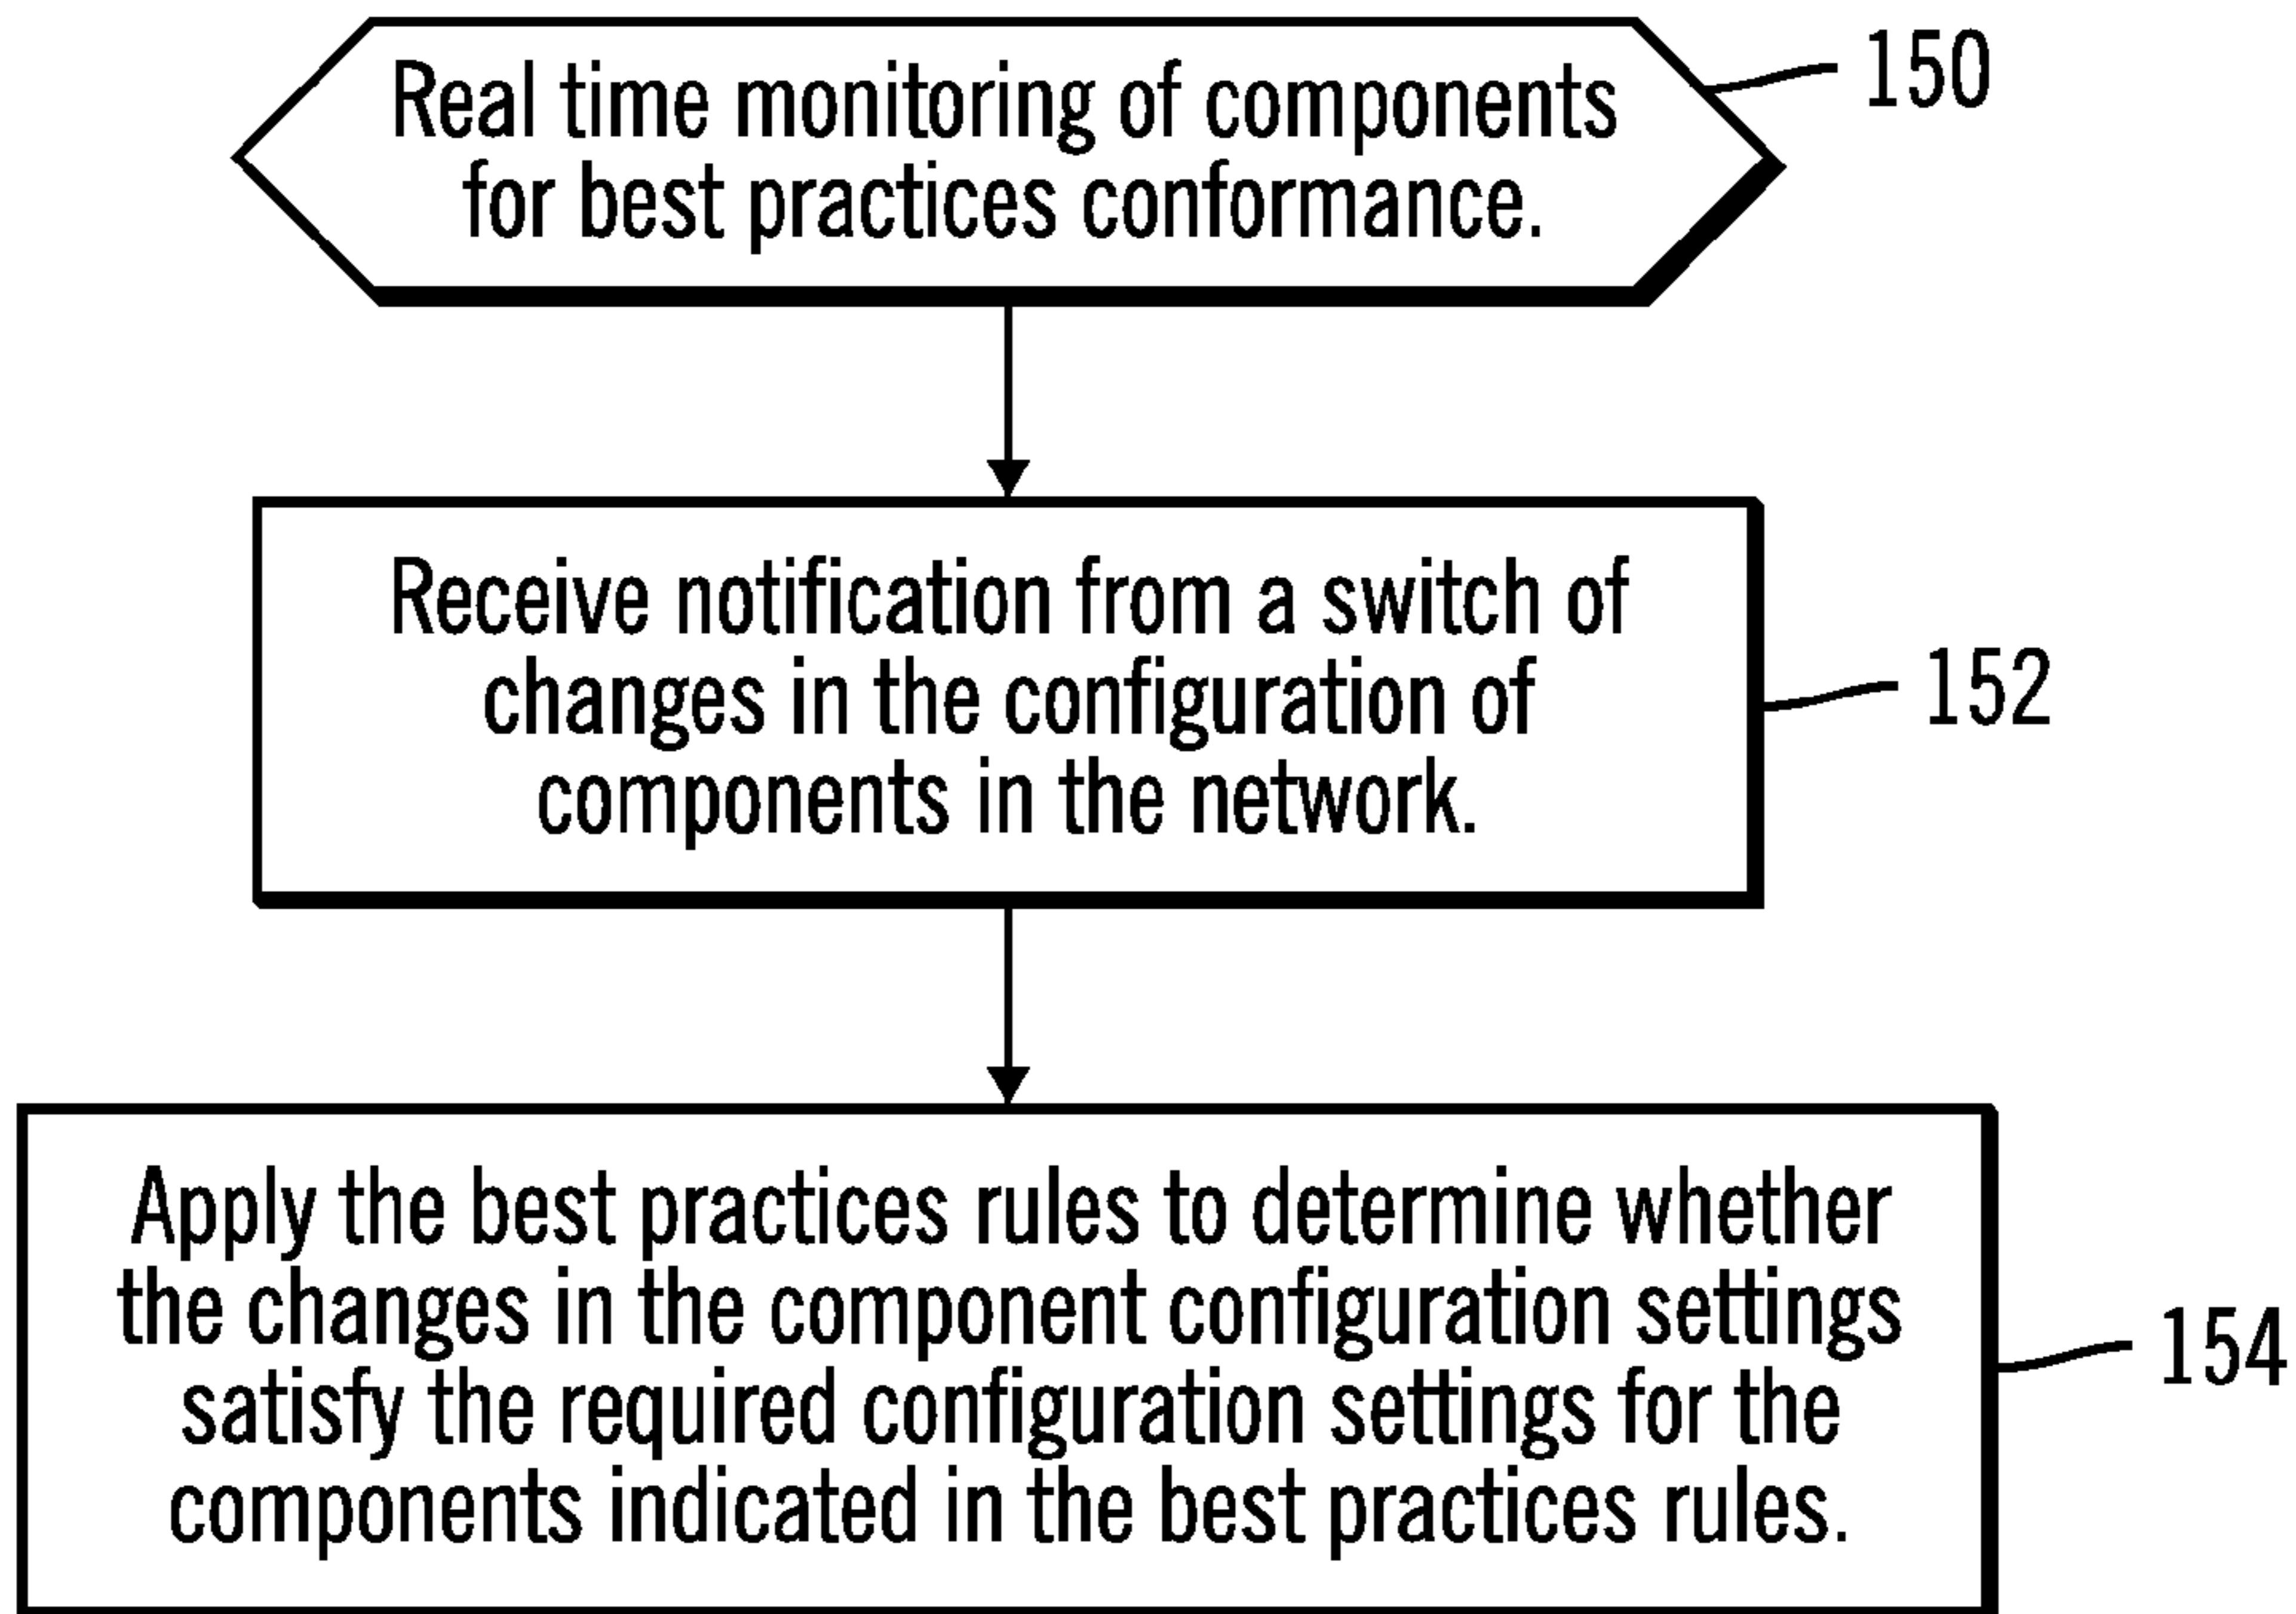 Real time monitoring of components
for best practices conformance.
150
Receive notification from a switch of
changes in the configuration of
components in the network.
152
Apply the best practices rules to determine whether
the changes in the component configuration settings
satisfy the required configuration settings for the
components indicated in the best practices rules.
154